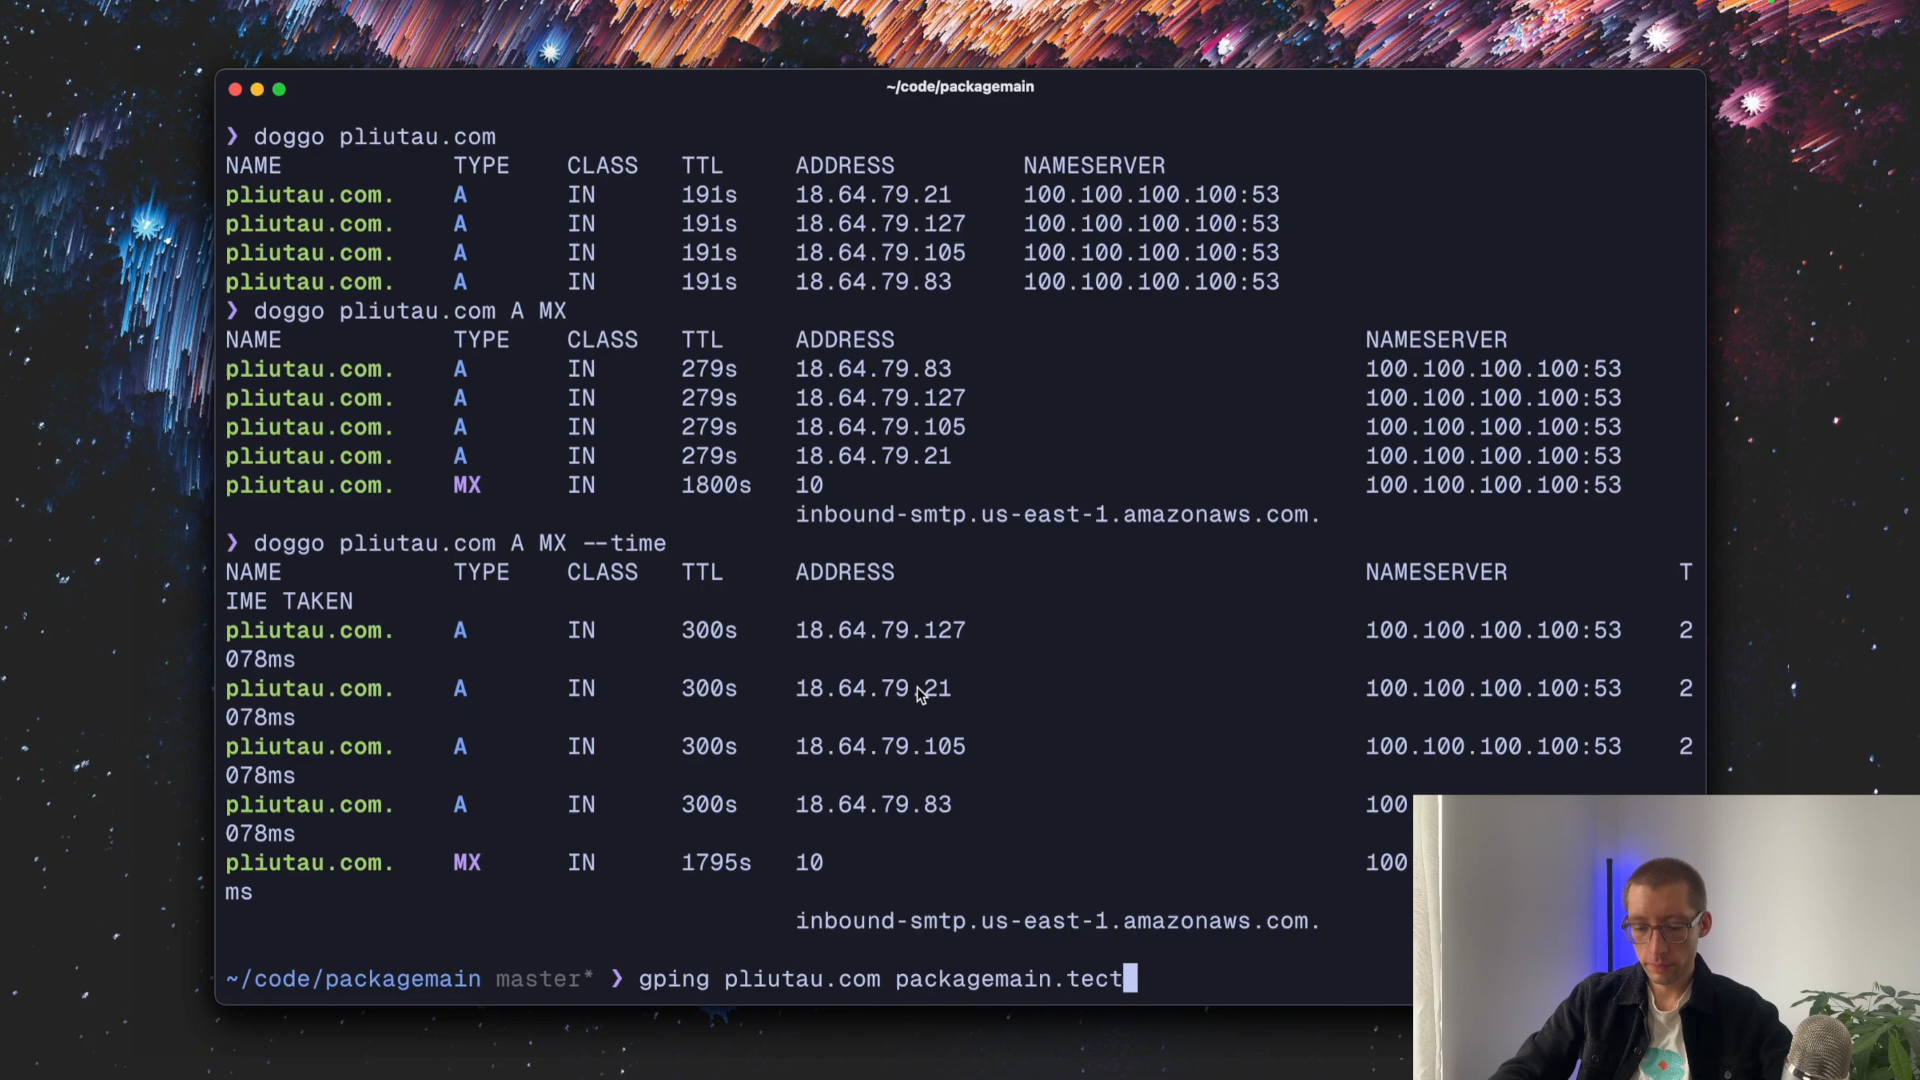 ~/code/packagemain
❯ doggo pliutau.com
NAME TYPE CLASS TTL ADDRESS NAMESERVER
pliutau.com. A IN 191s 18.64.79.21 100.100.100.100:53
pliutau.com. A IN 191s 18.64.79.127 100.100.100.100:53
pliutau.com. A IN 191s 18.64.79.105 100.100.100.100:53
pliutau.com. A IN 191s 18.64.79.83 100.100.100.100:53
❯ doggo pliutau.com A MX
NAME TYPE CLASS TTL ADDRESS NAMESERVER
pliutau.com. A IN 279s 18.64.79.83 100.100.100.100:53
pliutau.com. A IN 279s 18.64.79.127 100.100.100.100:53
pliutau.com. A IN 279s 18.64.79.105 100.100.100.100:53
pliutau.com. A IN 279s 18.64.79.21 100.100.100.100:53
pliutau.com. MX IN 1800s 10 100.100.100.100:53
inbound-smtp.us-east-1.amazonaws.com.
❯ doggo pliutau.com A MX --time
NAME TYPE CLASS TTL ADDRESS NAMESERVER T
IME TAKEN
pliutau.com. A IN 300s 18.64.79.127 100.100.100.100:53 2
078ms
pliutau.com. A IN 300s 18.64.79.21 100.100.100.100:53 2
078ms
pliutau.com. A IN 300s 18.64.79.105 100.100.100.100:53 2
078ms
pliutau.com. A IN 300s 18.64.79.83 100
078ms
pliutau.com. MX IN 1795s 10 100
ms
inbound-smtp.us-east-1.amazonaws.com.
~/code/packagemain master* ❯ gping pliutau.com packagemain.tect